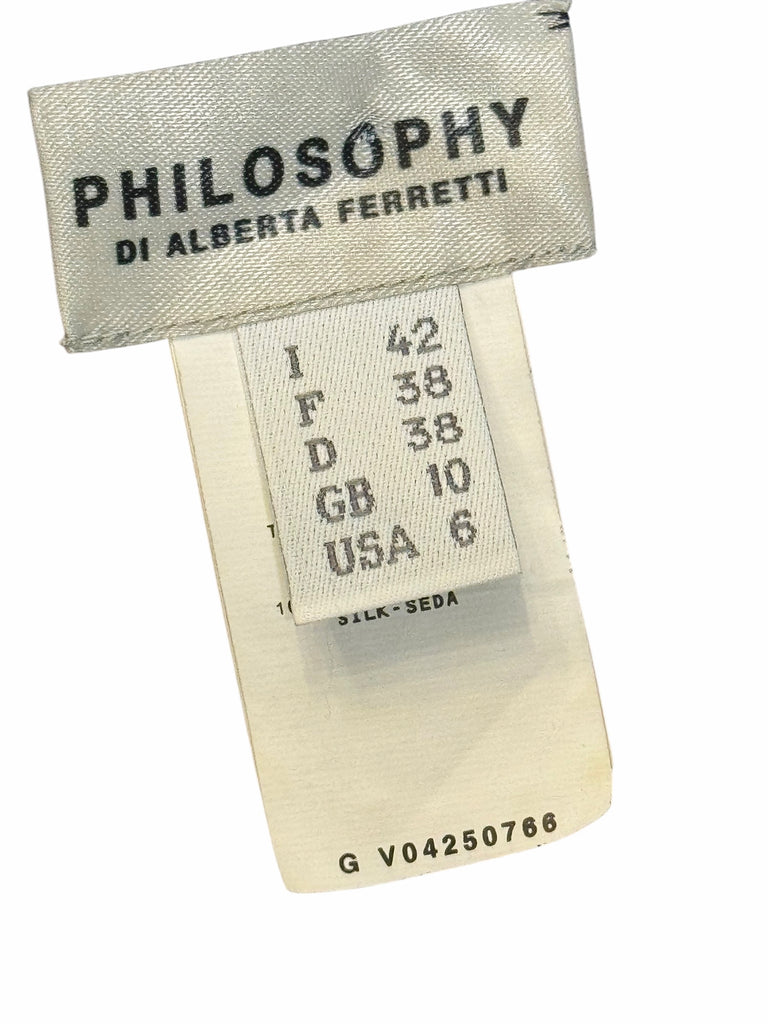 PHILOSOPHY
DI ALBERTA FERRETTI
I 42
F 38
D 38
GB 10
USA 6
SILK-SEDA
G V04250766